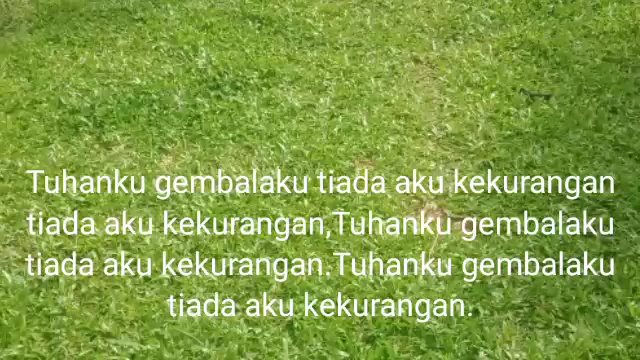 Tuhanku gembalaku tiada aku kekurangan
tiada aku kekurangan,Tuhanku gembalaku
tiada aku kekurangan.Tuhanku gembalaku
tiada aku kekurangan.